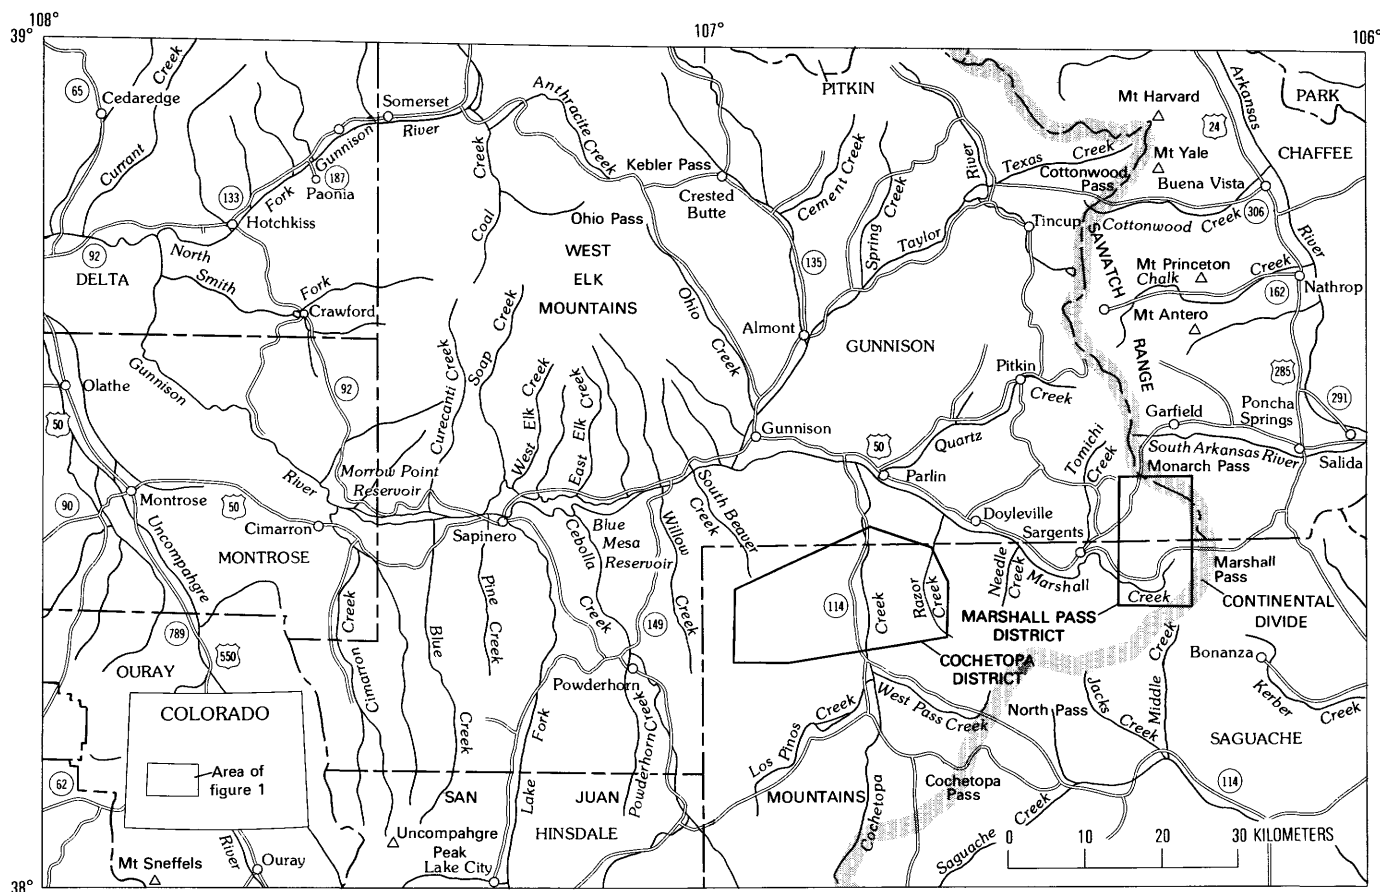 108°
107°
106°
39°
65
Cedaredge
Currant Creek
Somerset
River
Gunnison
Fork
North
187
Paonia
133
Hotchkiss
92
DELTA
Smith
Fork
Crawford
Anthracite Creek
Coal Creek
Kebler Pass
Crested
Butte
Ohio Pass
WEST
ELK
MOUNTAINS
PITKIN
Cement Creek
Spring Creek
Taylor
River
Texas Creek
Mt Harvard
Mt Yale
Cottonwood
Pass
Buena Vista
24
Arkansas
River
PARK
CHAFFEE
306
Tincup
Cottonwood Creek
SAWATCH
RANGE
Mt Princeton
Chalk Creek
162
Nathrop
Mt Antero
135
Ohio
Creek
Almont
GUNNISON
Olathe
50
Gunnison
River
92
Curecanti Creek
Soap Creek
West Elk Creek
East Elk Creek
Pitkin
Creek
Quartz
Garfield
Poncha
Springs
285
291
South Arkansas River
Salida
Monarch Pass
Tomichi
Creek
Gunnison
50
Parlin
Doyleville
Sargents
90
Montrose
50
Cimarron
Morrow Point
Reservoir
Sapinero
Uncompahgre
MONTROSE
Blue
Mesa
Reservoir
Cebolla
Creek
Willow
Creek
South Beaver
Creek
114
Creek
Razor
Creek
Needle
Creek
Marshall
Creek
Marshall
Pass
MARSHALL PASS
DISTRICT
CONTINENTAL
DIVIDE
COCHETOPA
DISTRICT
789
550
Creek
Cimarron
Blue
Creek
Pine
Creek
149
OURAY
Powderhorn
Powderhorn Creek
Lake
Fork
West Pass Creek
North Pass
Jacks
Creek
Middle
Creek
Bonanza
Kerber
Creek
SAGUACHE
Los Pinos
Creek
COLORADO
Area of
figure 1
62
SAN
JUAN
MOUNTAINS
HINSDALE
Cochetopa
Cochetopa
Pass
114
Saguache Creek
Uncompahgre
Peak
Lake City
Mt Sneffels
River
Ouray
0 10 20 30 KILOMETERS
38°